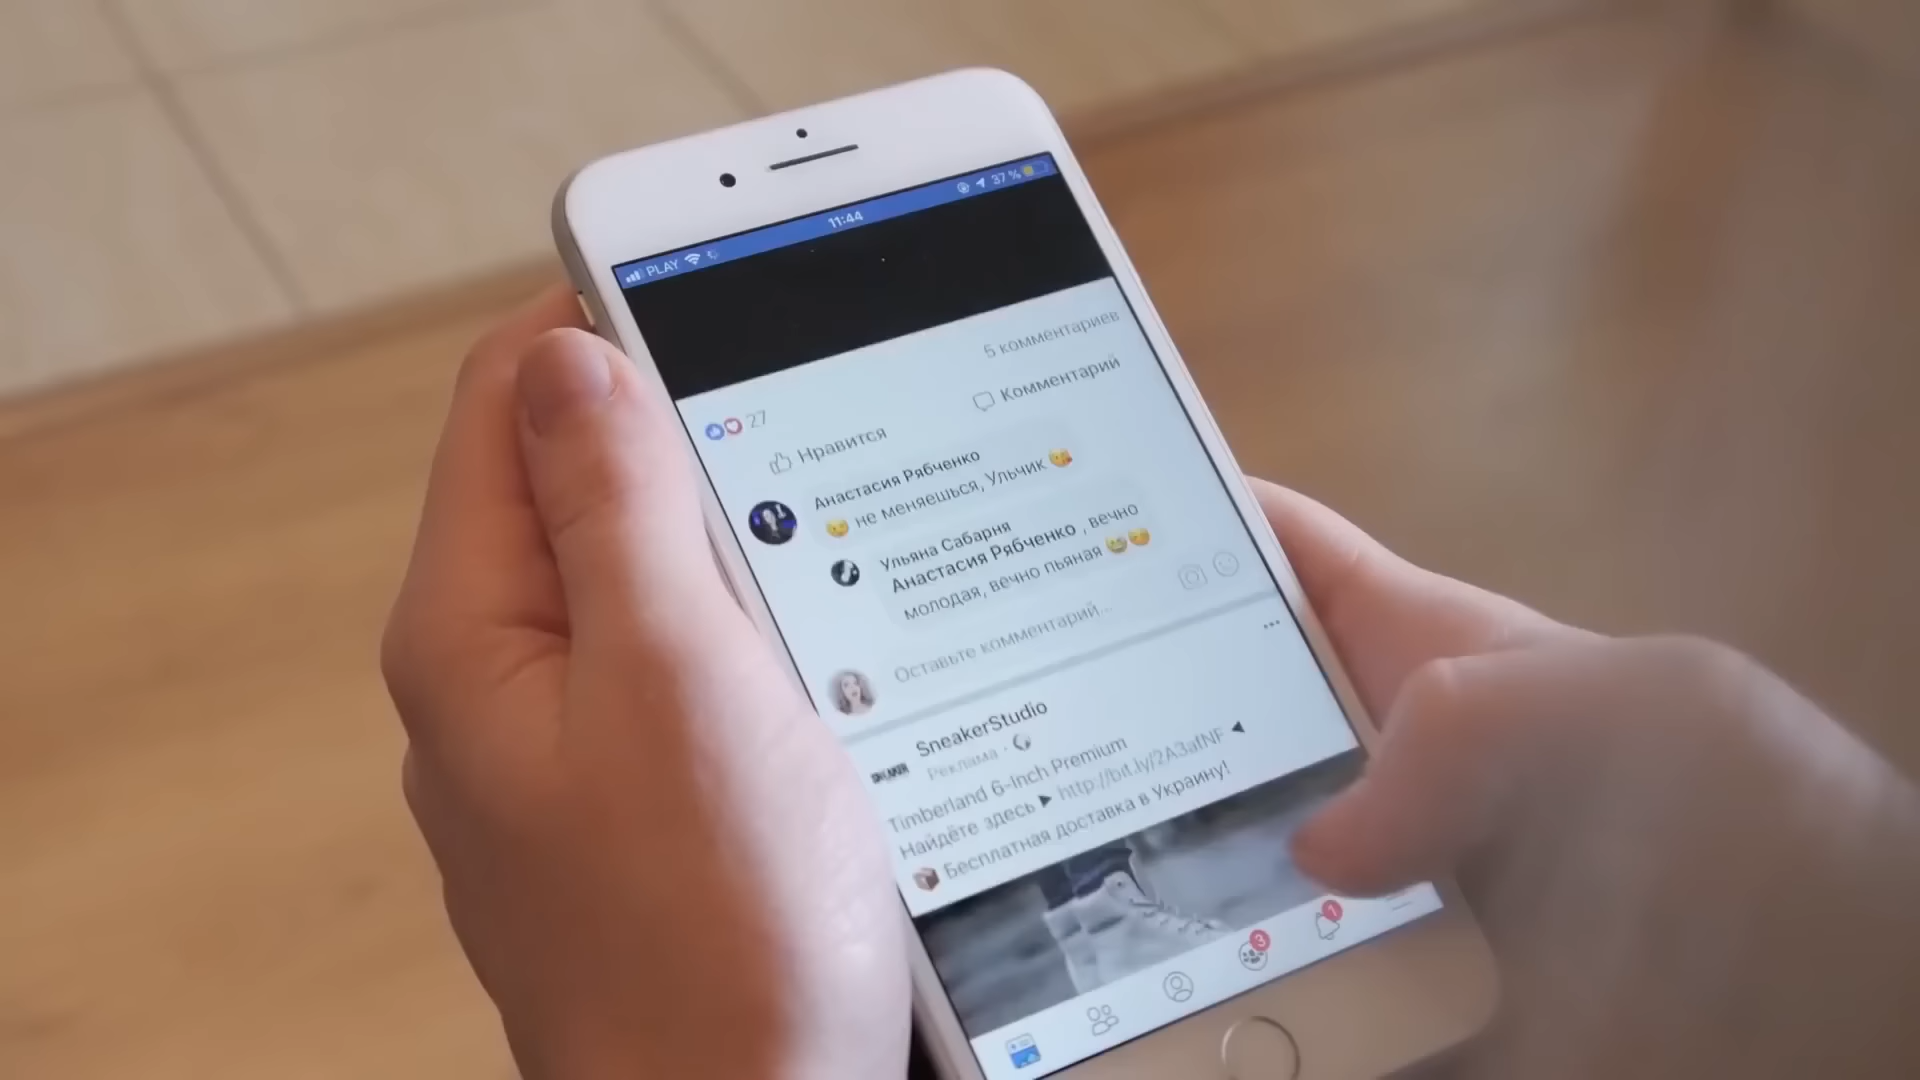 PLAY
11:44
37 %
5 комментариев
27
Нравится
Комментарий
Анастасия Рябченко
не меняешься, Ульчик
Ульяна Сабарня
Анастасия Рябченко , вечно
молодая, вечно пьяная
Оставьте комментарий...
SneakerStudio
Реклама ·
Timberland 6-Inch Premium
Найдёте здесь ► http://bit.ly/2A3afNF ◄
Бесплатная доставка в Украину!
3
1